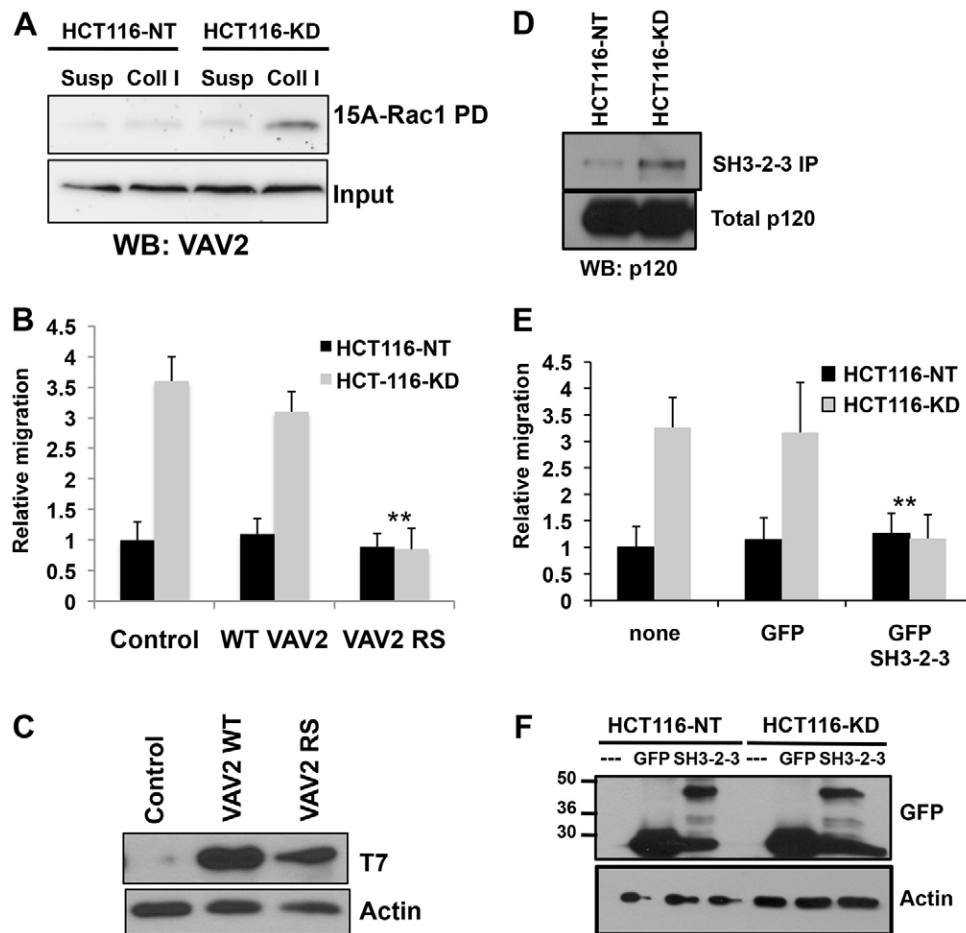 A
HCT116-NT HCT116-KD
Susp Coll I Susp Coll I
15A-Rac1 PD
Input
WB: VAV2
B
4.5
4
3.5
3
2.5
2
1.5
1
0.5
0
Relative migration
HCT116-NT
HCT-116-KD
**
Control WT VAV2 VAV2 RS
C
Control
VAV2 WT
VAV2 RS
T7
Actin
D
HCT116-NT
HCT116-KD
SH3-2-3 IP
Total p120
WB: p120
E
4.5
4
3.5
3
2.5
2
1.5
1
0.5
0
Relative migration
HCT116-NT
HCT116-KD
**
none GFP GFP
SH3-2-3
F
HCT116-NT HCT116-KD
--- GFP SH3-2-3 --- GFP SH3-2-3
50
36
30
GFP
Actin